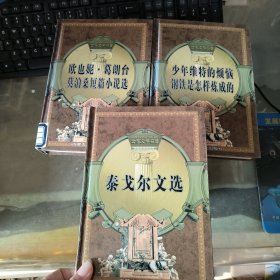 欧也妮·葛朗台
莫泊桑短篇小说选
少年维特的烦恼
钢铁是怎样炼成的
泰戈尔文选